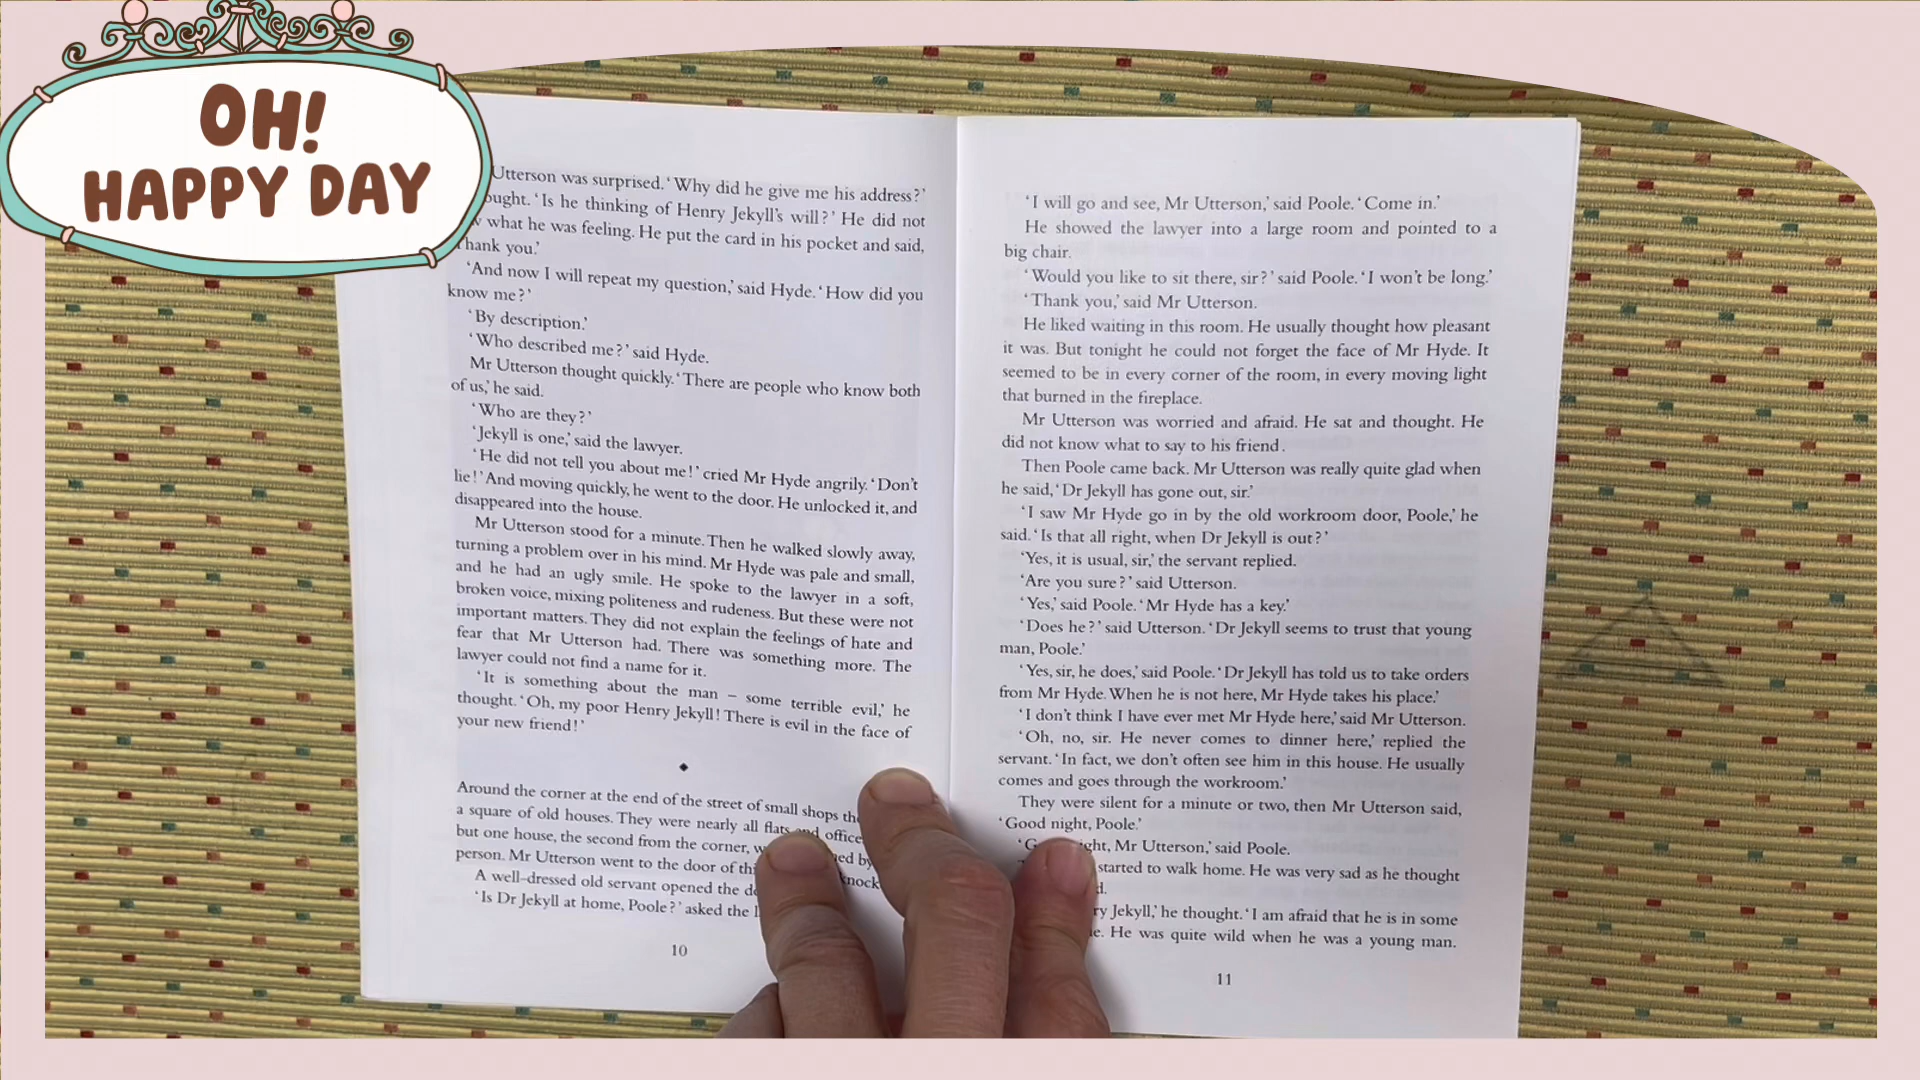 OH!
HAPPY DAY
Utterson was surprised. ‘Why did he give me his address?’
‘Is he thinking of Henry Jekyll’s will?’ He did not
what he was feeling. He put the card in his pocket and said,
you.’
‘And now I will repeat my question,’ said Hyde. ‘How did you
know me?’
‘By description.’
‘Who described me?’ said Hyde.
Mr Utterson thought quickly. ‘There are people who know both
of us,’ he said.
‘Who are they?’
‘Jekyll is one,’ said the lawyer.
‘He did not tell you about me!’ cried Mr Hyde angrily. ‘Don’t
lie!’ And moving quickly, he went to the door. He unlocked it, and
disappeared into the house.
Mr Utterson stood for a minute. Then he walked slowly away,
turning a problem over in his mind. Mr Hyde was pale and small,
and he had an ugly smile. He spoke to the lawyer in a soft,
broken voice, mixing politeness and rudeness. But these were not
important matters. They did not explain the feelings of hate and
fear that Mr Utterson had. There was something more. The
lawyer could not find a name for it.
‘It is something about the man – some terrible evil,’ he
thought. ‘Oh, my poor Henry Jekyll! There is evil in the face of
your new friend!’
Around the corner at the end of the street of small shops
a square of old houses. They were nearly all flats and
but one house, the second from the corner,
person. Mr Utterson went to the door of
A well-dressed old servant opened the
‘Is Dr Jekyll at home, Poole?’ asked the
10
‘I will go and see, Mr Utterson,’ said Poole. ‘Come in.’
He showed the lawyer into a large room and pointed to a
big chair.
‘Would you like to sit there, sir?’ said Poole. ‘I won’t be long.’
‘Thank you,’ said Mr Utterson.
He liked waiting in this room. He usually thought how pleasant
it was. But tonight he could not forget the face of Mr Hyde. It
seemed to be in every corner of the room, in every moving light
that burned in the fireplace.
Mr Utterson was worried and afraid. He sat and thought. He
did not know what to say to his friend.
Then Poole came back. Mr Utterson was really quite glad when
he said, ‘Dr Jekyll has gone out, sir.’
‘I saw Mr Hyde go in by the old workroom door, Poole,’ he
said. ‘Is that all right, when Dr Jekyll is out?’
‘Yes, it is usual, sir,’ the servant replied.
‘Are you sure?’ said Utterson.
‘Yes,’ said Poole. ‘Mr Hyde has a key.’
‘Does he?’ said Utterson. ‘Dr Jekyll seems to trust that young
man, Poole.’
‘Yes, sir, he does,’ said Poole. ‘Dr Jekyll has told us to take orders
from Mr Hyde. When he is not here, Mr Hyde takes his place.’
‘I don’t think I have ever met Mr Hyde here,’ said Mr Utterson.
‘Oh, no, sir. He never comes to dinner here,’ replied the
servant. ‘In fact, we don’t often see him in this house. He usually
comes and goes through the workroom.’
They were silent for a minute or two, then Mr Utterson said,
‘Good night, Poole.’
Mr Utterson,’ said Poole.
started to walk home. He was very sad as he thought
Jekyll,’ he thought. ‘I am afraid that he is in some
He was quite wild when he was a young man.
11